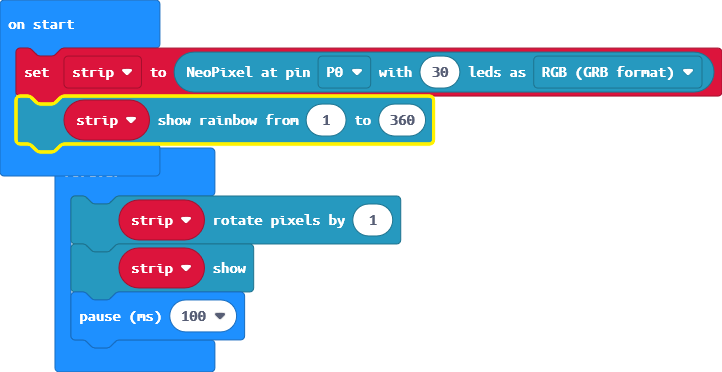 on start
set strip to NeoPixel at pin P0 with 30 leds as RGB (GRB format)
strip show rainbow from 1 to 360
strip rotate pixels by 1
strip show
pause (ms) 100